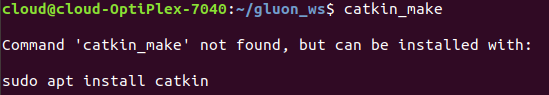 cloud@cloud-OptiPlex-7040:~/gluon_ws$ catkin_make
Command 'catkin_make' not found, but can be installed with:
sudo apt install catkin